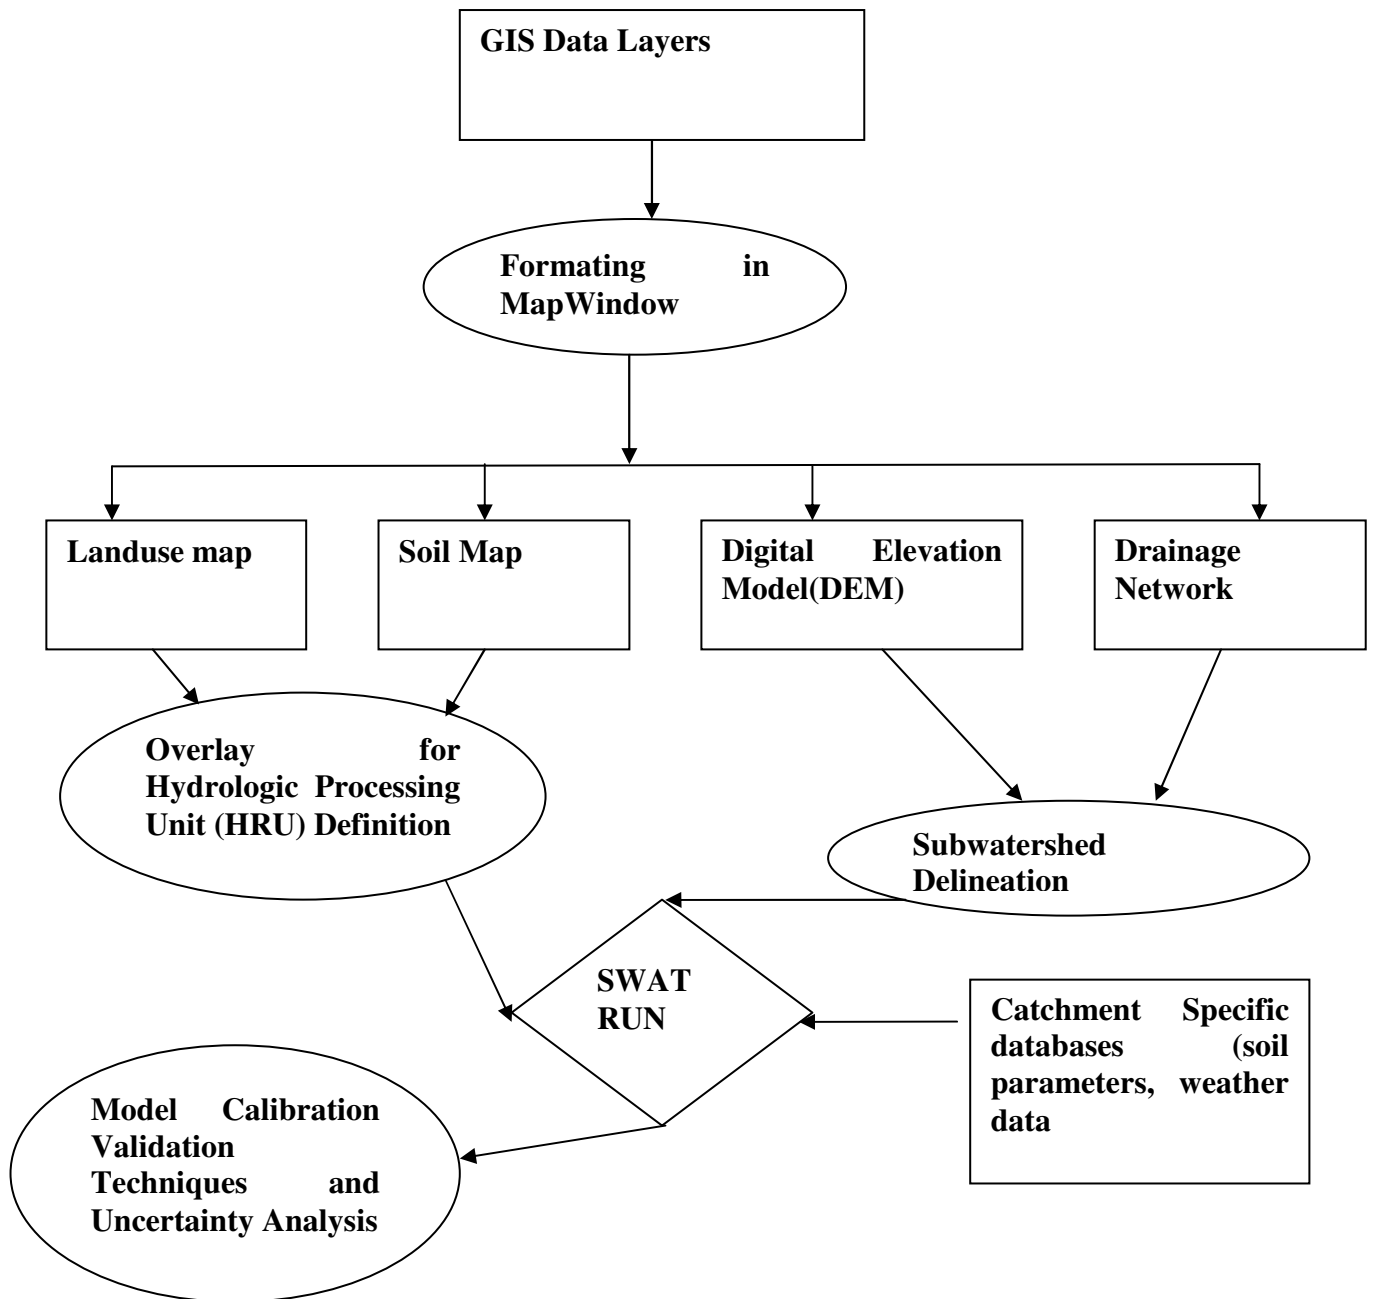 GIS Data Layers
Formating in
MapWindow
Landuse map
Soil Map
Digital Elevation
Model(DEM)
Drainage
Network
Overlay for
Hydrologic Processing
Unit (HRU) Definition
Subwatershed
Delineation
SWAT
RUN
Catchment Specific
databases (soil
parameters, weather
data
Model Calibration
Validation
Techniques and
Uncertainty Analysis